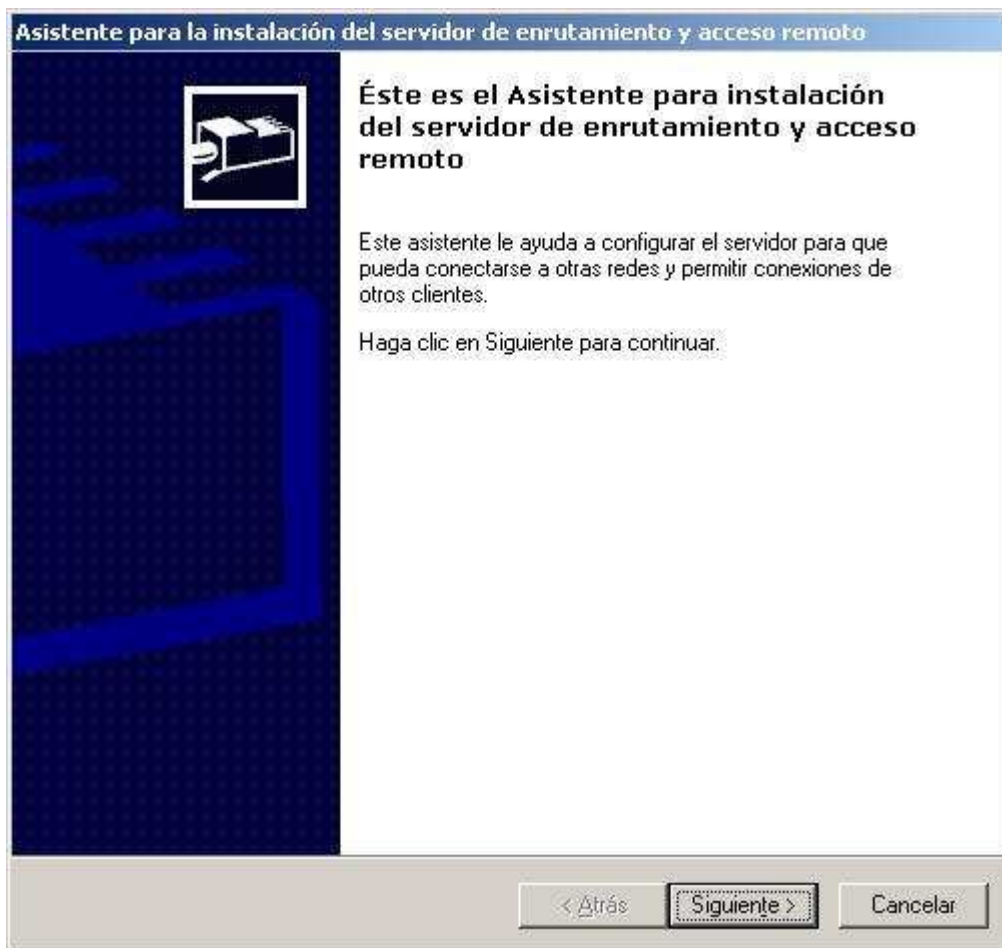 Asistente para la instalación del servidor de enrutamiento y acceso remoto
Éste es el Asistente para instalación
del servidor de enrutamiento y acceso
remoto
Este asistente le ayuda a configurar el servidor para que
pueda conectarse a otras redes y permitir conexiones de
otros clientes.
Haga clic en Siguiente para continuar.
< Atrás
Siguiente >
Cancelar